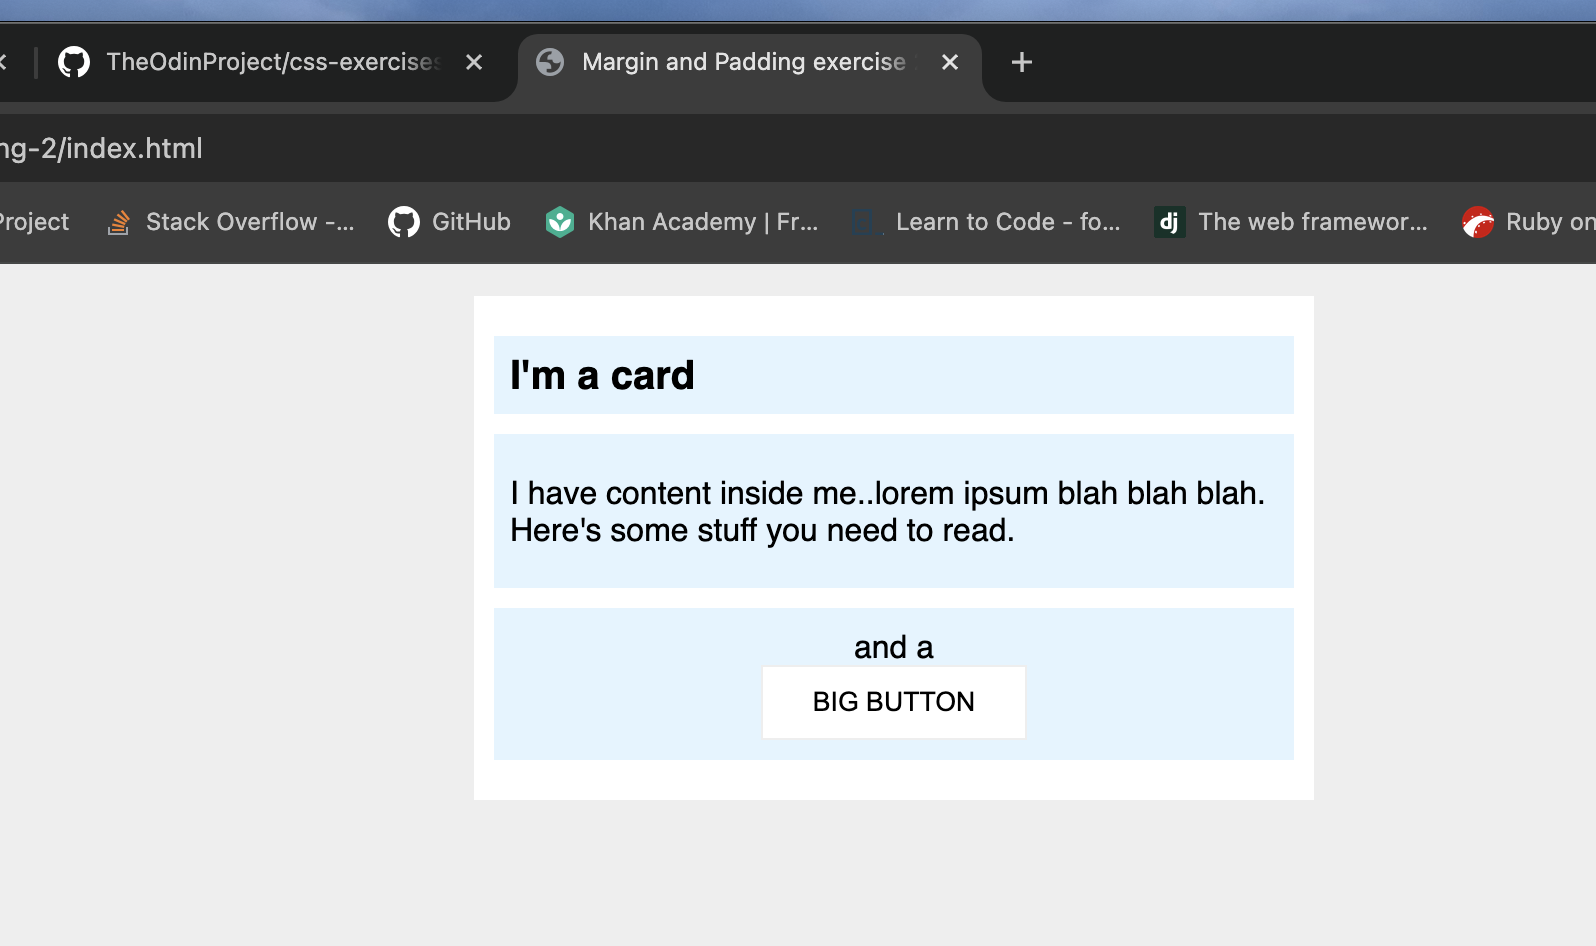 TheOdinProject/css-exercises
Margin and Padding exercise
ng-2/index.html
Project
Stack Overflow -...
GitHub
Khan Academy | Fr...
Learn to Code - fo...
dj
The web framewor...
Ruby on
I'm a card
I have content inside me..lorem ipsum blah blah blah.
Here's some stuff you need to read.
and a
BIG BUTTON